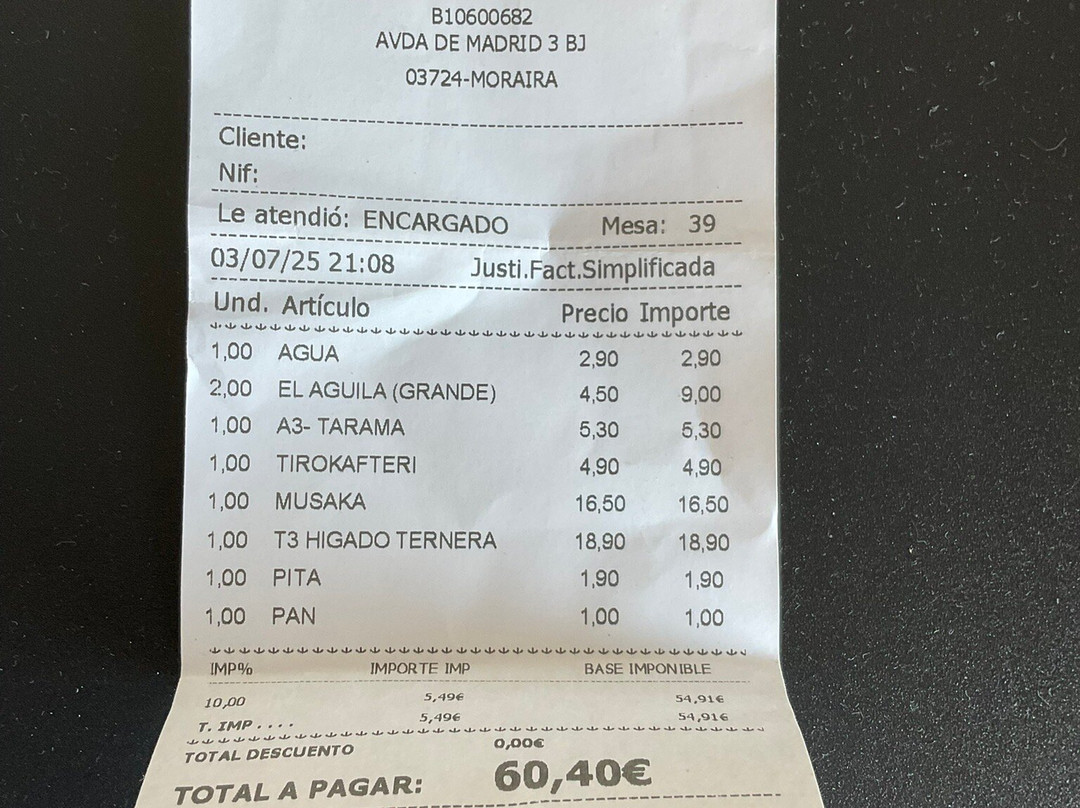 B10600682
AVDA DE MADRID 3 BJ
03724-MORAIRA
Cliente:
Nif:
Le atendió: ENCARGADO Mesa: 39
03/07/25 21:08 Justi.Fact.Simplificada
Und. Artículo Precio Importe
1,00 AGUA 2,90 2,90
2,00 EL AGUILA (GRANDE) 4,50 9,00
1,00 A3- TARAMA 5,30 5,30
1,00 TIROKAFTERI 4,90 4,90
1,00 MUSAKA 16,50 16,50
1,00 T3 HIGADO TERNERA 18,90 18,90
1,00 PITA 1,90 1,90
1,00 PAN 1,00 1,00
IMP% IMPORTE IMP BASE IMPONIBLE
10,00 5,49€ 54,91€
T. IMP .... 5,49€ 54,91€
TOTAL DESCUENTO 0,00€
TOTAL A PAGAR: 60,40€